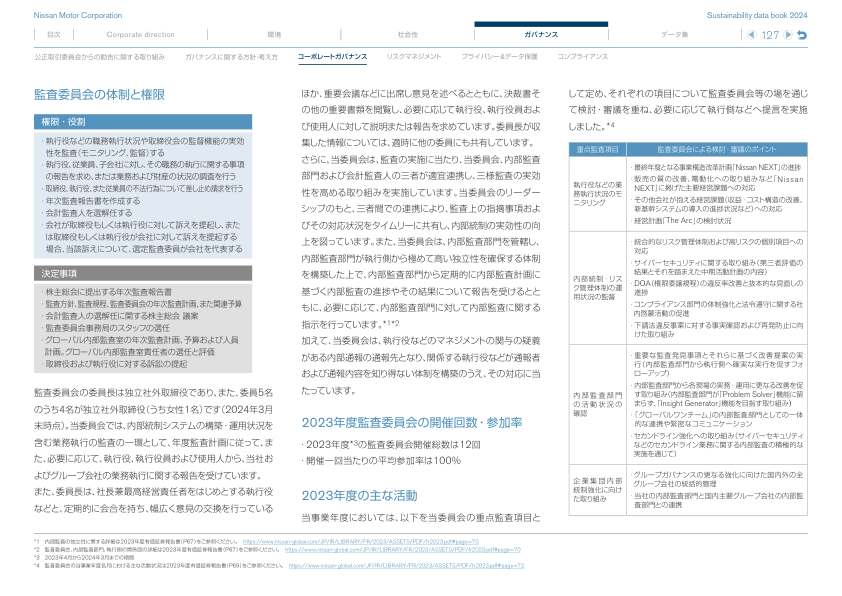 Nissan Motor Corporation
Sustainability data book 2024
目次
Corporate direction
環境
社会性
ガバナンス
データ集
127
公正取引委員会からの勧告に関する取り組み
ガバナンスに関する方針・考え方
コーポレートガバナンス
リスクマネジメント
プライバシー&データ保護
コンプライアンス
監査委員会の体制と権限
権限・役割
・執行役などの職務執行状況や取締役会の監督機能の実効
性を監査(モニタリング、監督)する
・執行役、従業員、子会社に対し、その職務の執行に関する事項
の報告を求め、または業務および財産の状況の調査を行う
・取締役、執行役、または従業員の不法行為について差し止め請求を行う
・年次監査報告書を作成する
・会計監査人を選解任する
・会社が取締役もしくは執行役に対して訴えを提起し、また
は取締役もしくは執行役が会社に対して訴えを提起する
場合、当該訴えについて、選定監査委員が会社を代表する
決定事項
・株主総会に提出する年次監査報告書
・監査方針、監査規程、監査委員会の年次監査計画、また関連予算
・会計監査人の選解任に関する株主総会 議案
・監査委員会事務局のスタッフの選任
・グローバル内部監査室の年次監査計画、予算および人員
計画。グローバル内部監査室責任者の選任と評価
・取締役および執行役に対する訴訟の提起
監査委員会の委員長は独立社外取締役であり、また、委員5名
のうち4名が独立社外取締役(うち女性1名)です(2024年3月
末時点)。当委員会では、内部統制システムの構築・運用状況を
含む業務執行の監査の一環として、年度監査計画に従って、ま
た、必要に応じて、執行役、執行役員および使用人から、当社お
よびグループ会社の業務執行に関する報告を受けています。
また、委員長は、社長兼最高経営責任者をはじめとする執行役
などと、定期的に会合を持ち、幅広く意見の交換を行っている
ほか、重要会議などに出席し意見を述べるとともに、決裁書そ
の他の重要書類を閲覧し、必要に応じて執行役、執行役員およ
び使用人に対して説明または報告を求めています。委員長が収
集した情報については、適時に他の委員にも共有しています。
さらに、当委員会は、監査の実施に当たり、当委員会、内部監査
部門および会計監査人の三者が適宜連携し、三様監査の実効
性を高める取り組みを実施しています。当委員会のリーダー
シップのもと、三者間での連携により、監査上の指摘事項およ
びその対応状況をタイムリーに共有し、内部統制の実効性の向
上を図っています。また、当委員会は、内部監査部門を管轄し、
内部監査部門が執行側から極めて高い独立性を確保する体制
を構築した上で、内部監査部門から定期的に内部監査計画に
基づく内部監査の進捗やその結果について報告を受けるとと
もに、必要に応じて、内部監査部門に対して内部監査に関する
指示を行っています。*1*2
加えて、当委員会は、執行役などのマネジメントの関与の疑義
がある内部通報の通報先となり、関係する執行役などが通報者
および通報内容を知り得ない体制を構築のうえ、その対応に当
たっています。
2023年度監査委員会の開催回数・参加率
・2023年度*3の監査委員会開催総数は12回
・開催一回当たりの平均参加率は100%
2023年度の主な活動
当事業年度においては、以下を当委員会の重点監査項目と
して定め、それぞれの項目について監査委員会等の場を通じ
て検討・審議を重ね、必要に応じて執行側などへ提言を実施
しました。*4
重点監査項目
監査委員会による検討・審議のポイント
執行役などの業
務執行状況のモ
ニタリング
・最終年度となる事業構造改革計画「Nissan NEXT」の進捗
・販売の質の改善、電動化への取り組みなど「Nissan
NEXT」に掲げた主要経営課題への対応
・その他会社が抱える経営課題(収益・コスト構造の改善、
新基幹システムの導入の進捗状況など)への対応
・経営計画「The Arc」の検討状況
内部統制・リス
ク管理体制の運
用状況の監督
・統合的なリスク管理体制および高リスクの個別項目への
対応
・サイバーセキュリティに関する取り組み(第三者評価の
結果とそれを踏まえた中期活動計画の内容)
・DOA(権限委譲規程)の違反率改善と抜本的な見直しの
進捗
・コンプライアンス部門の体制強化と法令遵守に関する社
内啓蒙活動の促進
・下請法違反事案に対する事実確認および再発防止に向
けた取り組み
内部監査部門
の活動状況の
確認
・重要な監査発見事項とそれらに基づく改善提案の実
行(内部監査部門から執行側へ確実な実行を促すフォ
ローアップ)
・内部監査部門から各現場の実務・運用に更なる改善を促
す取り組み(内部監査部門が「Problem Solver」機能に留
まらず、「Insight Generator」機能を目指す取り組み)
・「グローバルワンチーム」の内部監査部門としての一体
的な連携や緊密なコミュニケーション
・セカンドライン強化への取り組み(サイバーセキュリティ
などのセカンドライン業務に関する内部監査の積極的な
実施を通じて)
企業集団内部
統制強化に向け
た取り組み
・グループガバナンスの更なる強化に向けた国内外の全
グループ会社の統括的管理
・当社の内部監査部門と国内主要グループ会社の内部監
査部門との連携
*1 内部監査の独立性に関する詳細は2023年度有価証券報告書(P67)をご参照ください。 https://www.nissan-global.com/JP/IR/LIBRARY/FR/2023/ASSETS/PDF/fr2023.pdf#page=70
*2 監査委員会、内部監査部門、執行側の関係図の詳細は2023年度有価証券報告書(P67)をご参照ください。 https://www.nissan-global.com/JP/IR/LIBRARY/FR/2023/ASSETS/PDF/fr2023.pdf#page=70
*3 2023年4月から2024年3月までの期間
*4 監査委員会の当事業年度各月における主な活動状況は2023年度有価証券報告書(P69)をご参照ください。 https://www.nissan-global.com/JP/IR/LIBRARY/FR/2023/ASSETS/PDF/fr2023.pdf#page=72